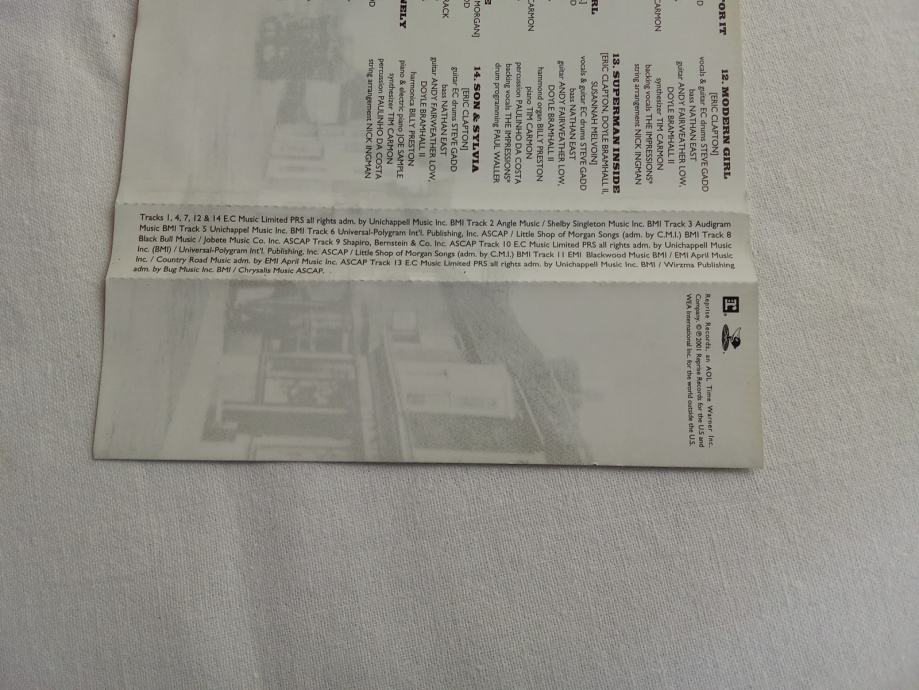 OR IT
CARMON
12. MODERN GIRL
[ERIC CLAPTON]
vocals & guitar EC drums STEVE GADD
bass NATHAN EAST
guitar ANDY FAIRWEATHER LOW,
DOYLE BRAMHALL II
synthesizer TIM CARMON
backing vocals THE IMPRESSIONS*
string arrangement NICK INGMAN
RL
CARMON
13. SUPERMAN INSIDE
[ERIC CLAPTON, DOYLE BRAMHALL II,
SUSANNAH MELVOIN]
vocals & guitar EC drums STEVE GADD
bass NATHAN EAST
guitar ANDY FAIRWEATHER LOW,
DOYLE BRAMHALL II
hammond organ BILLY PRESTON
piano TIM CARMON
percussion PAULINHO DA COSTA
backing vocals THE IMPRESSIONS*
drum programing PAUL WALLER
MORGAN]
RACK
NELY
14. SON & SYLVIA
[ERIC CLAPTON]
guitar EC drums STEVE GADD
bass NATHAN EAST
guitar ANDY FAIRWEATHER LOW,
DOYLE BRAMHALL II
harmonica BILLY PRESTON
piano & electric piano JOE SAMPLE
synthesizer TIM CARMON
percussion PAULINHO DA COSTA
string arrangement NICK INGMAN
Tracks 1, 4, 7, 12 & 14 E.C Music Limited PRS all rights adm. by Unichappell Music Inc. BMI Track 2 Angle Music / Shelby Singleton Music Inc. BMI Track 3 Audigram
Music BMI Track 5 Unichappel Music Inc. BMI Track 6 Universal-Polygram Int'l. Publishing, Inc. ASCAP / Little Shop of Morgan Songs (adm. by C.M.I.) BMI Track 8
Black Bull Music / Jobete Music Co. Inc. ASCAP Track 9 Shapiro, Bernstein & Co. Inc. ASCAP Track 10 E.C Music Limited PRS all rights adm. by Unichappell Music
Inc. (BMI) / Universal-Polygram Int'l. Publishing, Inc. ASCAP / Little Shop of Morgan Songs (adm. by C.M.I.) BMI Track 11 EMI Blackwood Music BMI / EMI April Music
Inc. / Country Road Music adm. by EMI April Music Inc. ASCAP Track 13 E.C Music Limited PRS all rights adm. by Unichappell Music Inc. BMI / Wirzma Publishing
adm. by Bug Music Inc. BMI / Chrysalis Music ASCAP.
Reprise Records, an AOL Time Warner Inc.
Company. ©℗2001 Reprise Records for the U.S and
WEA International Inc. for the world outside the U.S.